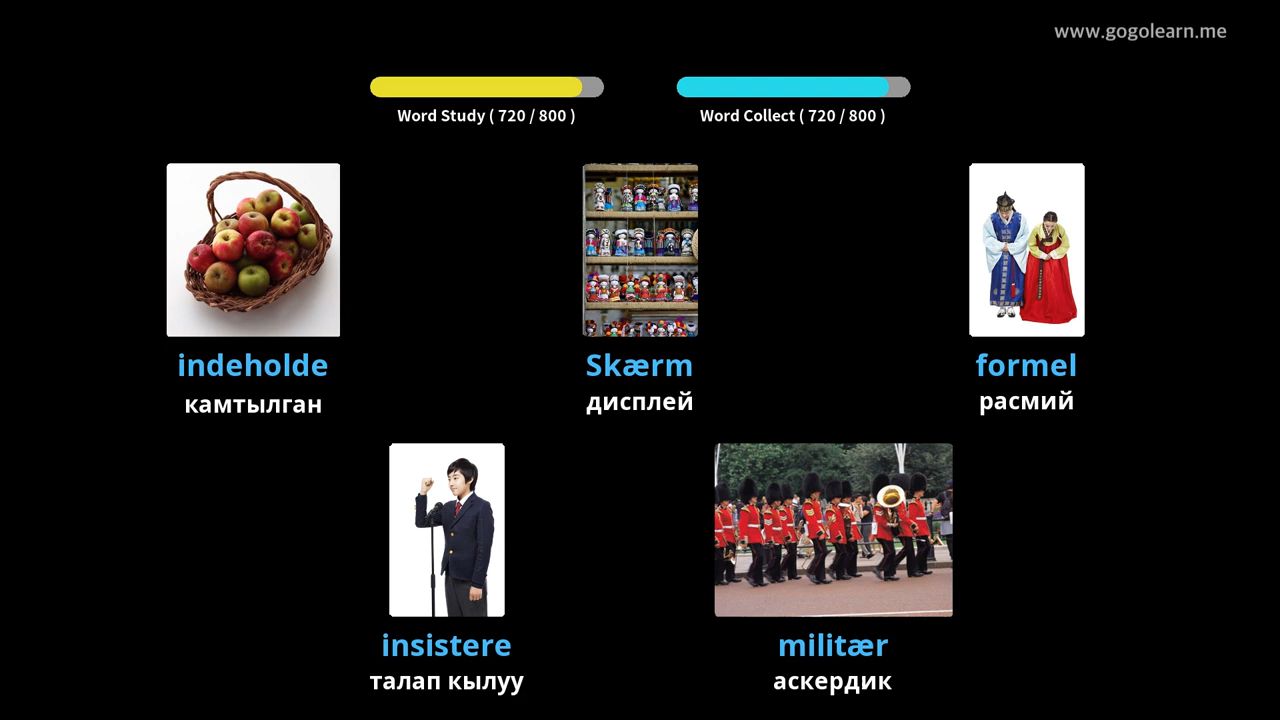 www.gogolearn.me
Word Study ( 720 / 800 )
Word Collect ( 720 / 800 )
indeholde
камтылган
Skærm
дисплей
formel
расмий
insistere
талап кылуу
militær
аскердик